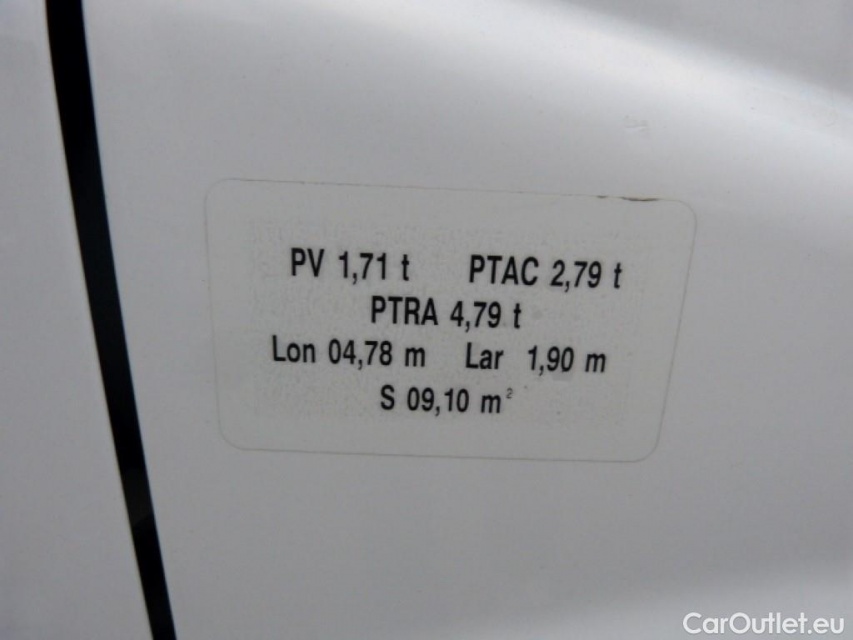 PV 1,71 t PTAC 2,79 t
PTRA 4,79 t
Lon 04,78 m Lar 1,90 m
S 09,10 m²
CarOutlet.eu